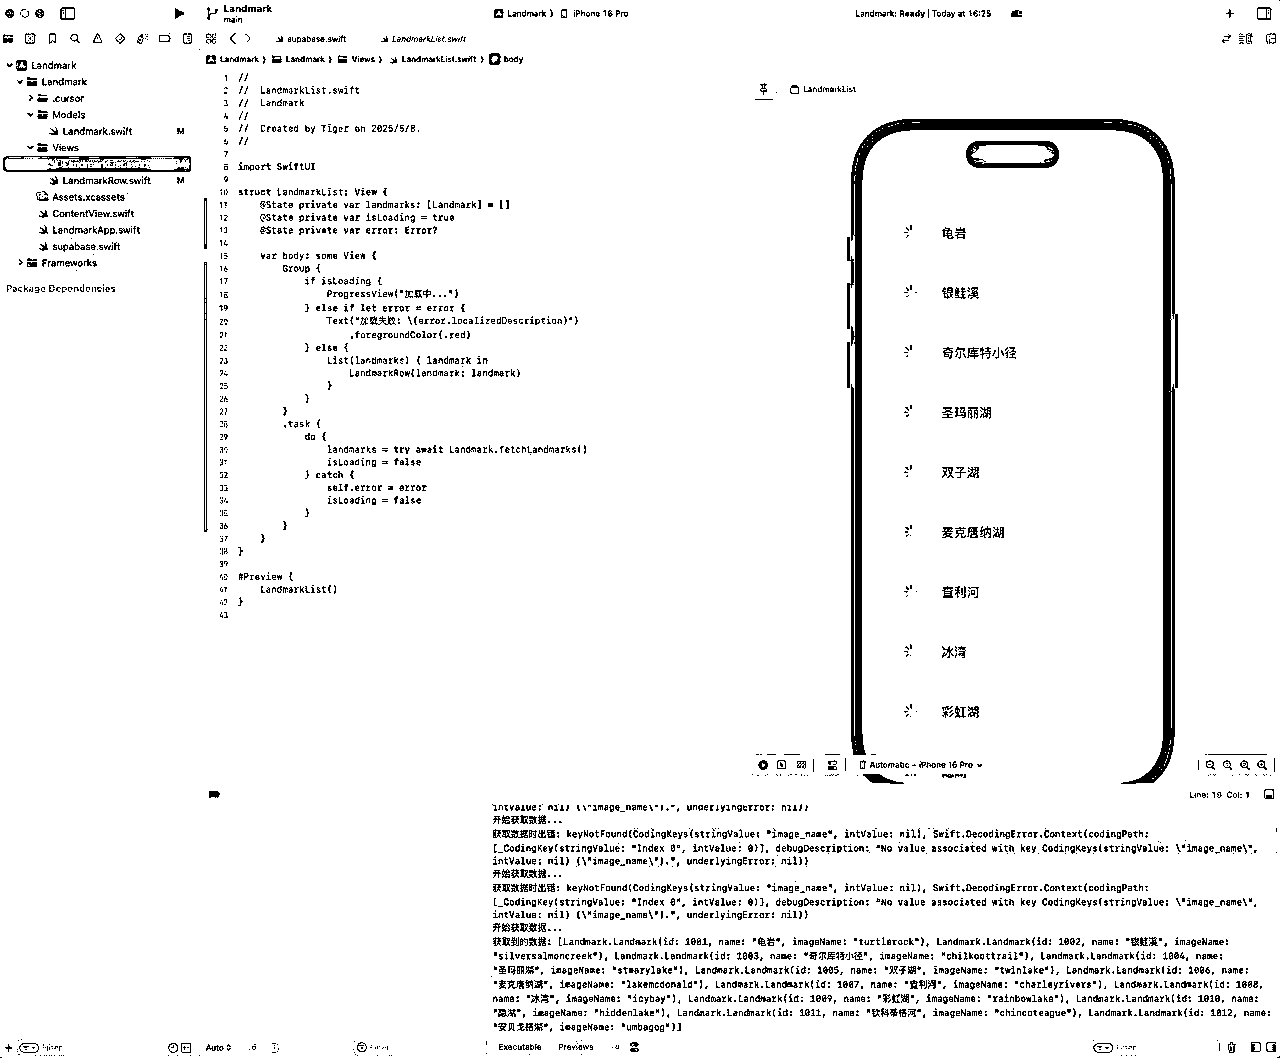 Landmark
main
Landmark
iPhone 16 Pro
Landmark: Ready | Today at 16:25
supabase.swift
LandmarkList.swift
Landmark
Landmark
Views
LandmarkList.swift
body
Landmark
Landmark
.cursor
Models
Landmark.swift M
Views
LandmarkRow.swift M
Assets.xcassets
ContentView.swift
LandmarkApp.swift
supabase.swift
Frameworks
Package Dependencies
1 //
2 // LandmarkList.swift
3 // Landmark
4 //
5 // Created by Tiger on 2025/5/8.
6 //
7
8 import SwiftUI
9
10 struct LandmarkList: View {
11 @State private var landmarks: [Landmark] = []
12 @State private var isLoading = true
13 @State private var error: Error?
14
15 var body: some View {
16 Group {
17 if isLoading {
18 ProgressView("加载中...")
19 } else if let error = error {
20 Text("加载失败: \(error.localizedDescription)")
21 .foregroundColor(.red)
22 } else {
23 List(landmarks) { landmark in
24 LandmarkRow(landmark: landmark)
25 }
26 }
27 }
28 .task {
29 do {
30 landmarks = try await Landmark.fetchLandmarks()
31 isLoading = false
32 } catch {
33 self.error = error
34 isLoading = false
35 }
36 }
37 }
38 }
39
40 #Preview {
41 LandmarkList()
42 }
43
LandmarkList
龟岩
银鲑溪
奇尔库特小径
圣玛丽湖
双子湖
麦克唐纳湖
查利河
冰湾
彩虹湖
Automatic – iPhone 16 Pro
Line: 19 Col: 1
intValue: nil) (\"image_name\").", underlyingError: nil))
开始获取数据...
获取数据时出错: keyNotFound(CodingKeys(stringValue: "image_name", intValue: nil), Swift.DecodingError.Context(codingPath:
[_CodingKey(stringValue: "Index 0", intValue: 0)], debugDescription: "No value associated with key CodingKeys(stringValue: \"image_name\",
intValue: nil) (\"image_name\").", underlyingError: nil))
开始获取数据...
获取数据时出错: keyNotFound(CodingKeys(stringValue: "image_name", intValue: nil), Swift.DecodingError.Context(codingPath:
[_CodingKey(stringValue: "Index 0", intValue: 0)], debugDescription: "No value associated with key CodingKeys(stringValue: \"image_name\",
intValue: nil) (\"image_name\").", underlyingError: nil))
开始获取数据...
获取到的数据: [Landmark.Landmark(id: 1001, name: "龟岩", imageName: "turtlerock"), Landmark.Landmark(id: 1002, name: "银鲑溪", imageName:
"silversalmoncreek"), Landmark.Landmark(id: 1003, name: "奇尔库特小径", imageName: "chilkoottrail"), Landmark.Landmark(id: 1004, name:
"圣玛丽湖", imageName: "stmarylake"), Landmark.Landmark(id: 1005, name: "双子湖", imageName: "twinlake"), Landmark.Landmark(id: 1006, name:
"麦克唐纳湖", imageName: "lakemcdonald"), Landmark.Landmark(id: 1007, name: "查利河", imageName: "charleyrivers"), Landmark.Landmark(id: 1008,
name: "冰湾", imageName: "icybay"), Landmark.Landmark(id: 1009, name: "彩虹湖", imageName: "rainbowlake"), Landmark.Landmark(id: 1010, name:
"隐湖", imageName: "hiddenlake"), Landmark.Landmark(id: 1011, name: "钦科蒂格河", imageName: "chincoteague"), Landmark.Landmark(id: 1012, name:
"安贝戈格湖", imageName: "umbagog")]
Filter
Auto
Filter
Executable
Previews
Filter